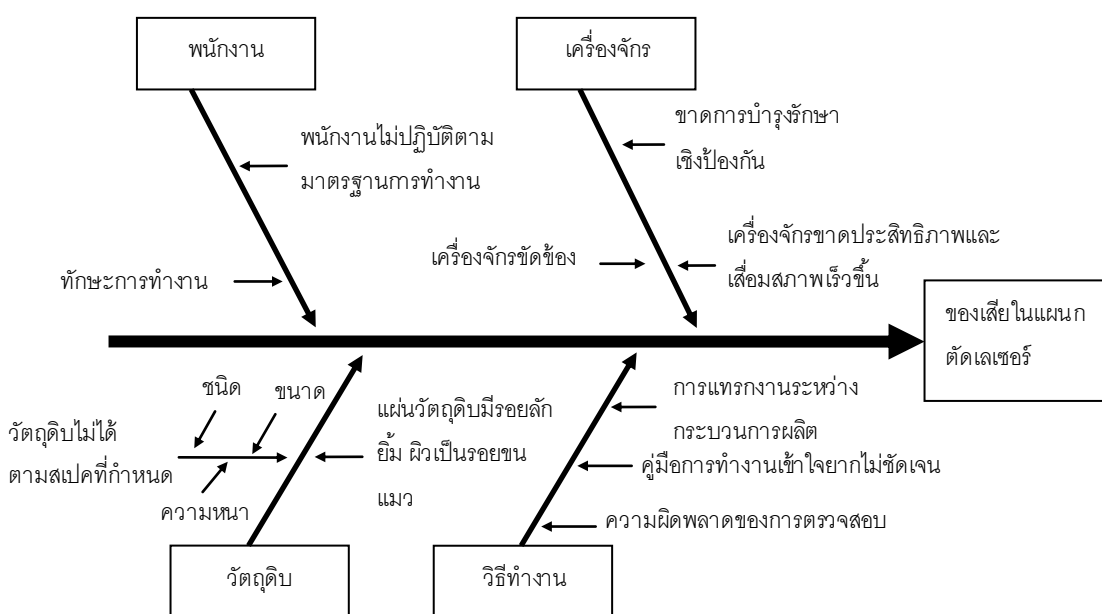 พนักงาน
เครื่องจักร
พนักงานไม่ปฏิบัติตาม
มาตรฐานการทำงาน
ขาดการบำรุงรักษา
เชิงป้องกัน
ทักษะการทำงาน
เครื่องจักรขัดข้อง
เครื่องจักรขาดประสิทธิภาพและ
เสื่อมสภาพเร็วขึ้น
ของเสียในแผนก
ตัดเลเซอร์
ชนิด
ขนาด
วัตถุดิบไม่ได้
ตามสเปคที่กำหนด
ความหนา
แผ่นวัตถุดิบมีรอยลัก
ยิ้ม ผิวเป็นรอยขน
แมว
การแทรกงานระหว่าง
กระบวนการผลิต
คู่มือการทำงานเข้าใจยากไม่ชัดเจน
ความผิดพลาดของการตรวจสอบ
วัตถุดิบ
วิธีทำงาน